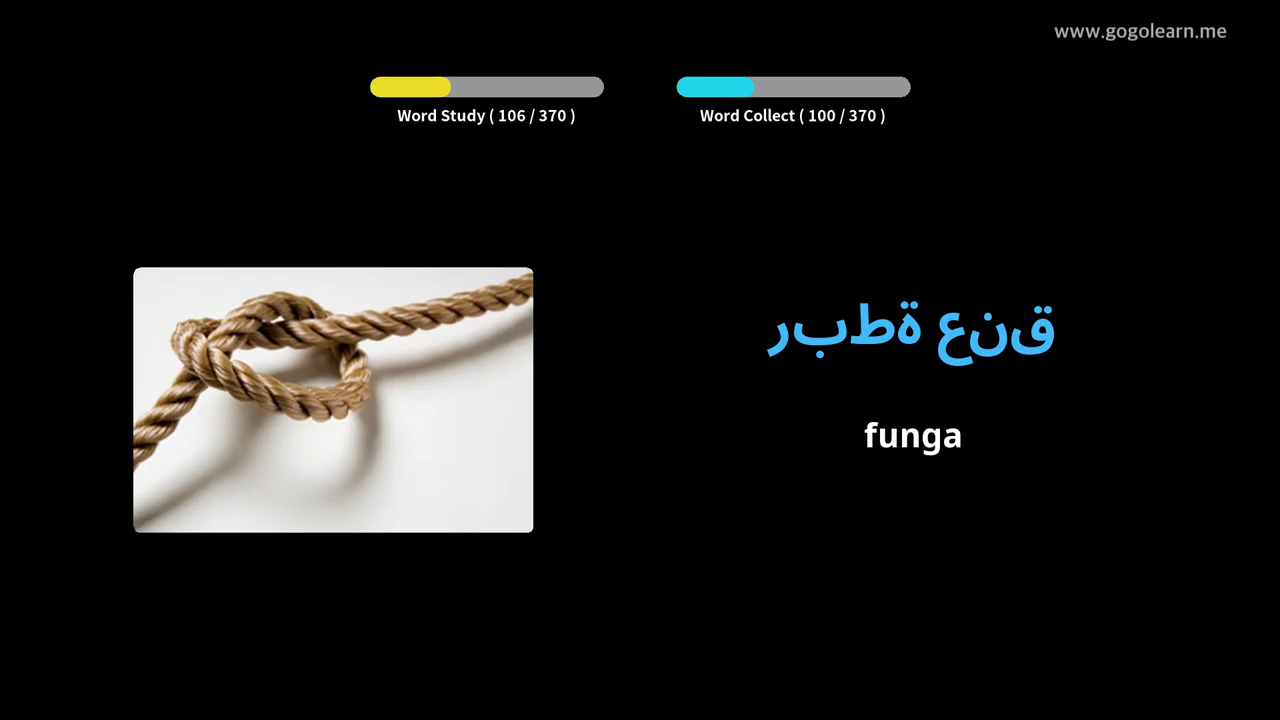 www.gogolearn.me
Word Study ( 106 / 370 )
Word Collect ( 100 / 370 )
ربطة عنق
funga